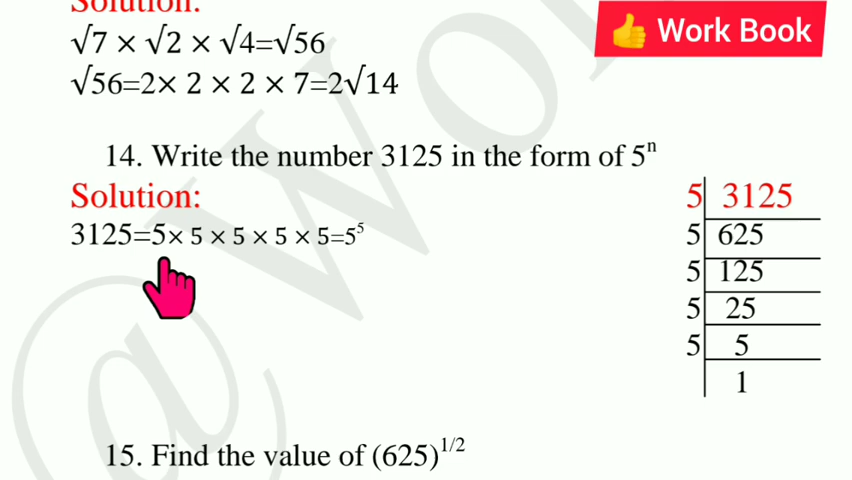 Solution:
√7 × √2 × √4=√56
√56=2× 2 × 2 × 7=2√14
👍 Work Book
14. Write the number 3125 in the form of 5ⁿ
Solution:
3125=5× 5 × 5 × 5 × 5=5⁵
5 3125
5 625
5 125
5 25
5 5
1
15. Find the value of (625)¹/²